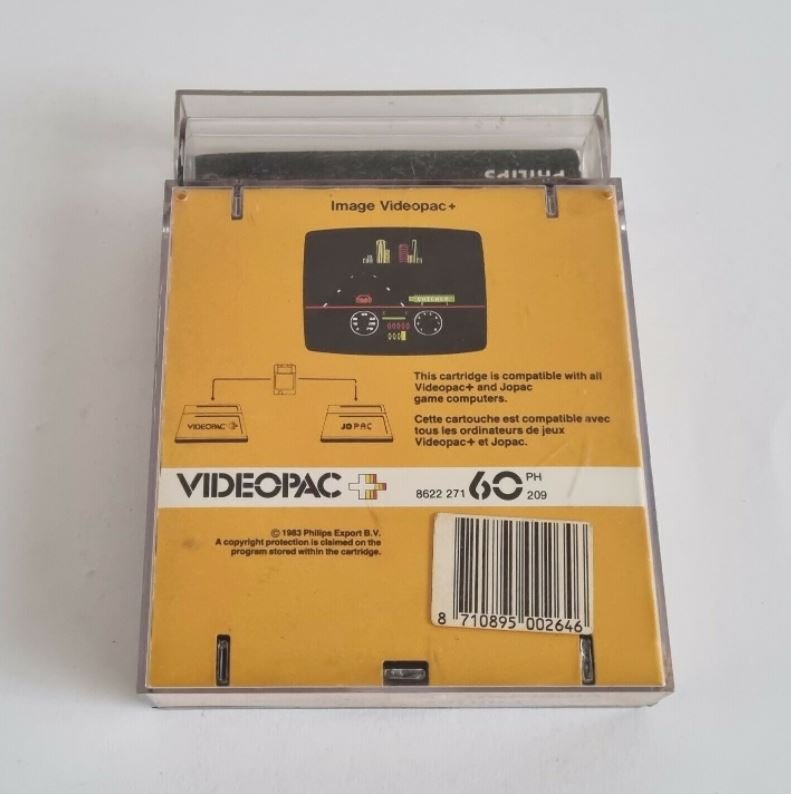 PHILIPS
Image Videopac+
This cartridge is compatible with all
Videopac+ and Jopac
game computers.
VIDEOPAC
JOPAC
Cette cartouche est compatible avec
tous les ordinateurs de jeux
Videopac+ et Jopac.
VIDEOPAC
8622 271 60 PH
209
© 1983 Philips Export B.V.
A copyright protection is claimed on the
program stored within the cartridge.
8 710895 002646